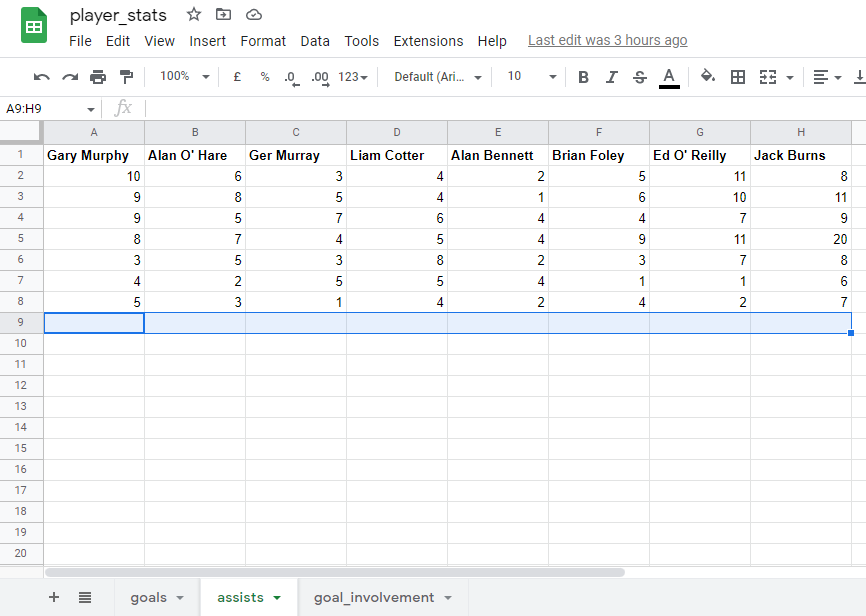 player_stats
File Edit View Insert Format Data Tools Extensions Help Last edit was 3 hours ago
100% £ % .0 .00 123 Default (Ari... 10 B I S A
A9:H9 fx
A B C D E F G H
1 Gary Murphy Alan O' Hare Ger Murray Liam Cotter Alan Bennett Brian Foley Ed O' Reilly Jack Burns
2 10 6 3 4 2 5 11 8
3 9 8 5 4 1 6 10 11
4 9 5 7 6 4 4 7 9
5 8 7 4 5 4 9 11 20
6 3 5 3 8 2 3 7 8
7 4 2 5 5 4 1 1 6
8 5 3 1 4 2 4 2 7
9
10
11
12
13
14
15
16
17
18
19
20
goals assists goal_involvement